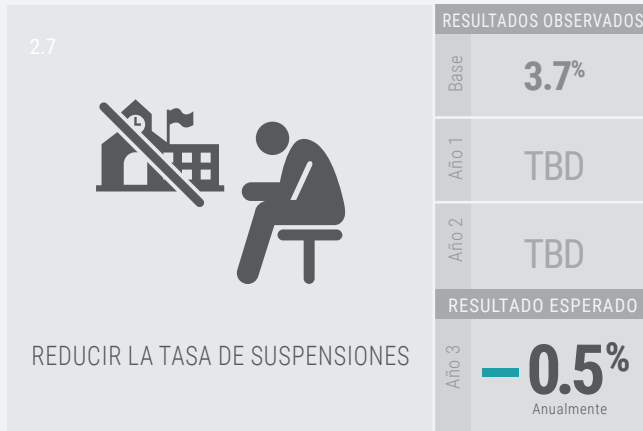 2.7
REDUCIR LA TASA DE SUSPENSIONES
RESULTADOS OBSERVADOS
Base
3.7%
Año 1
TBD
Año 2
TBD
RESULTADO ESPERADO
Año 3
−0.5%
Anualmente